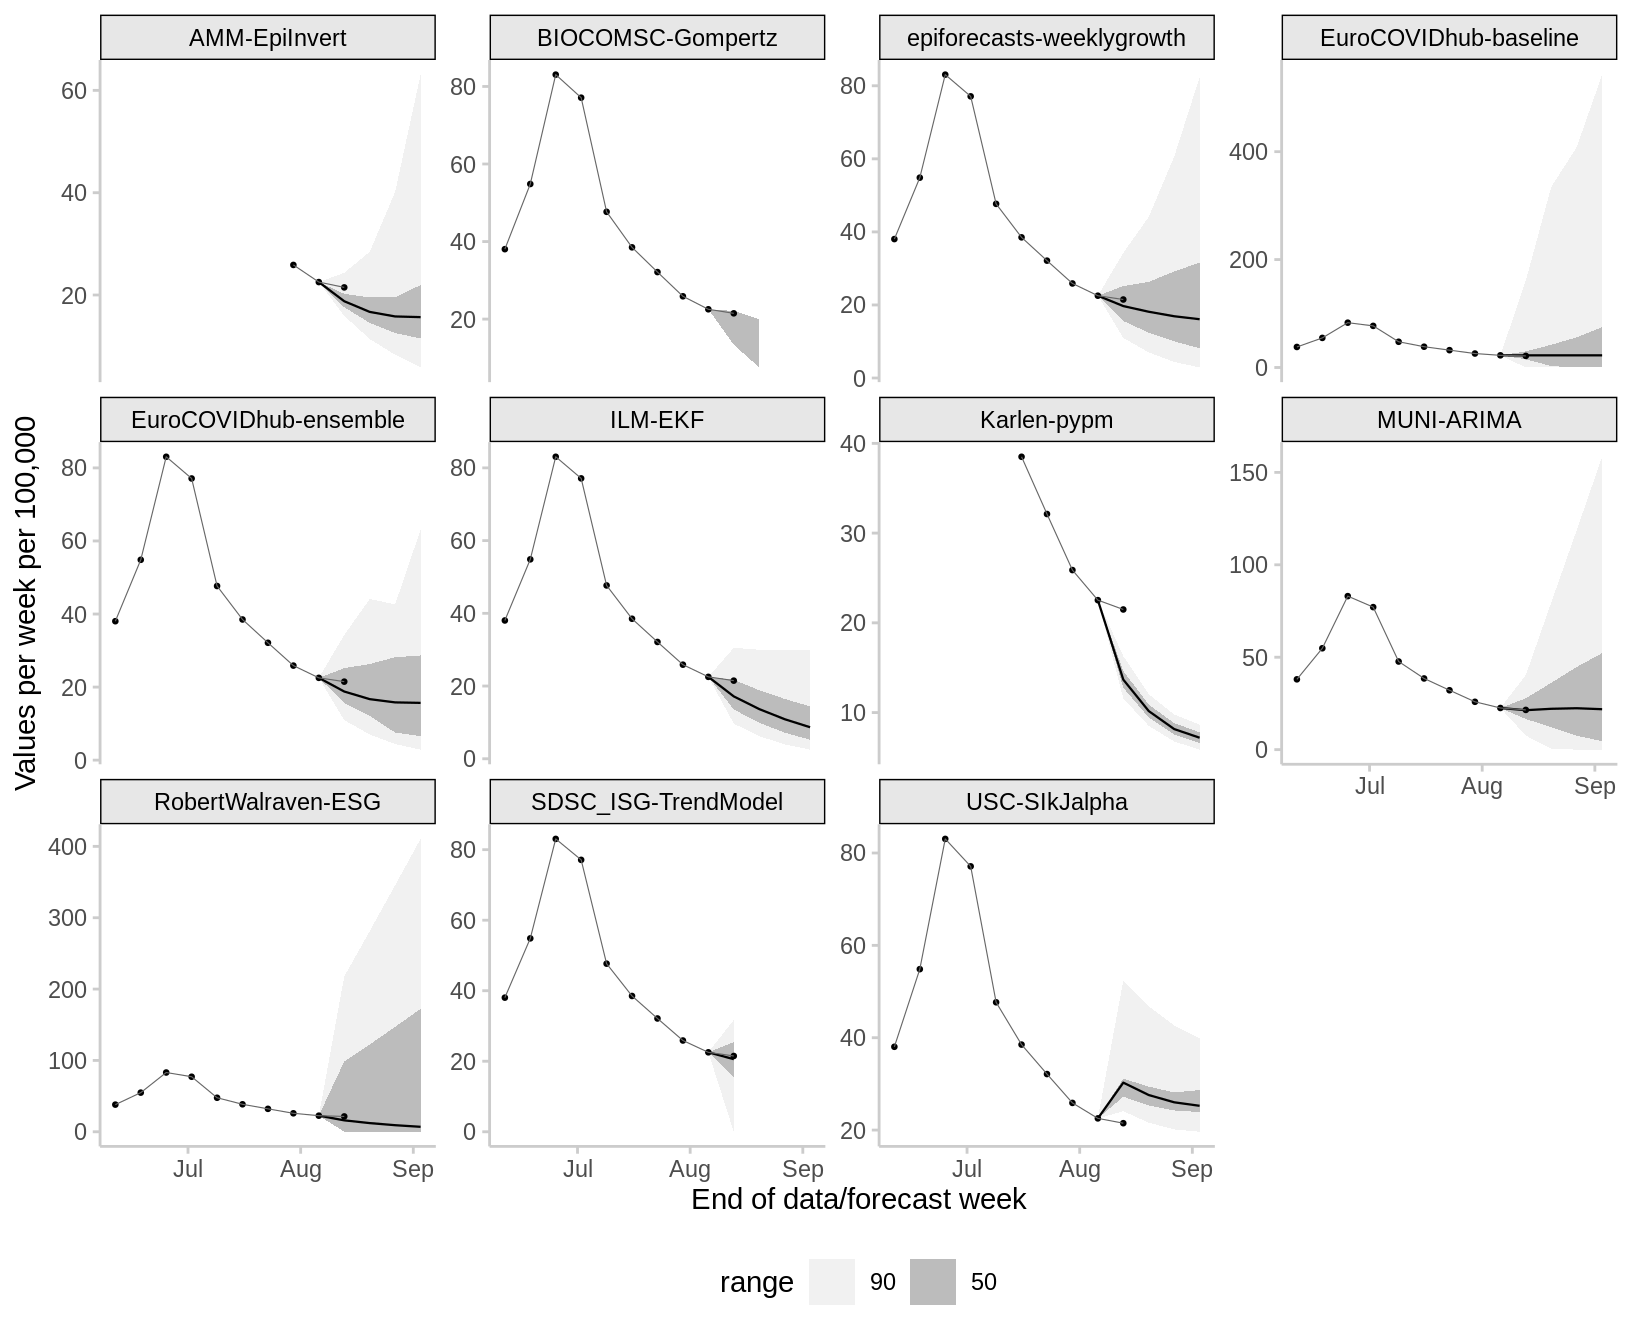 AMM-EpiInvert
BIOCOMSC-Gompertz
epiforecasts-weeklygrowth
EuroCOVIDhub-baseline
60
40
20
80
60
40
20
80
60
40
20
0
400
200
0
EuroCOVIDhub-ensemble
ILM-EKF
Karlen-pypm
MUNI-ARIMA
80
60
40
20
0
80
60
40
20
0
40
30
20
10
150
100
50
0
Jul Aug Sep
RobertWalraven-ESG
SDSC_ISG-TrendModel
USC-SIkJalpha
400
300
200
100
0
80
60
40
20
0
80
60
40
20
Jul Aug Sep
Jul Aug Sep
Jul Aug Sep
Values per week per 100,000
End of data/forecast week
range 90 50